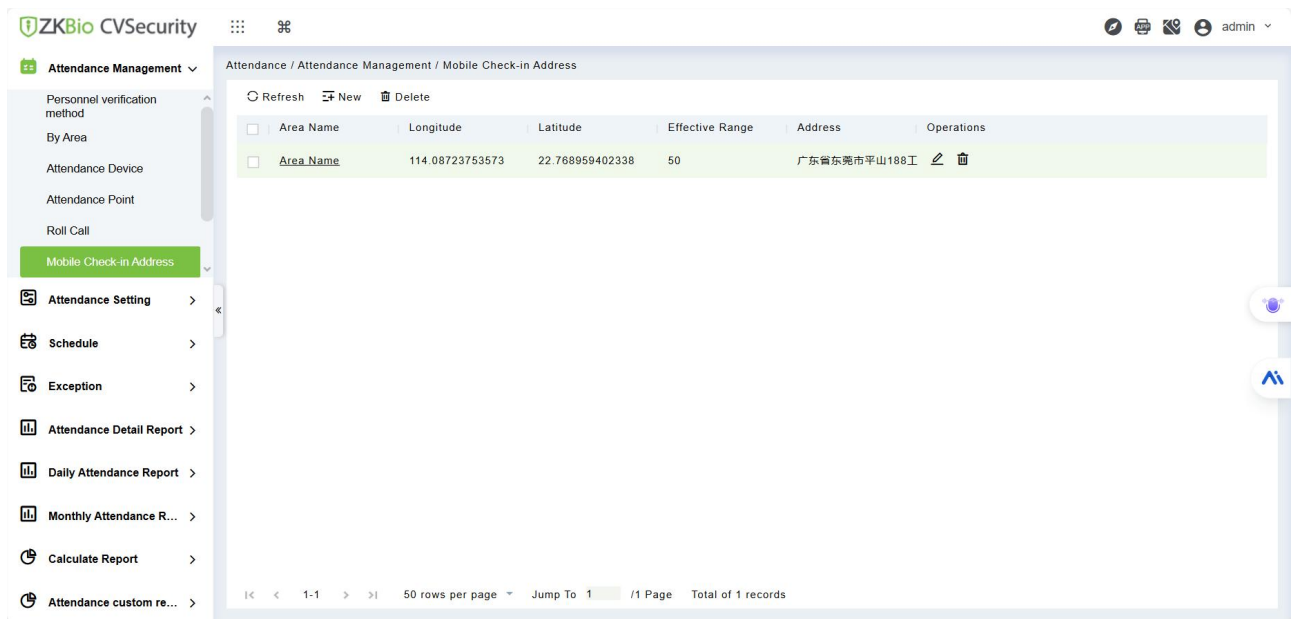 ZKBio CVSecurity
admin
Attendance Management
Personnel verification
method
By Area
Attendance Device
Attendance Point
Roll Call
Mobile Check-in Address
Attendance Setting
Schedule
Exception
Attendance Detail Report
Daily Attendance Report
Monthly Attendance R...
Calculate Report
Attendance custom re...
Attendance / Attendance Management / Mobile Check-in Address
Refresh New Delete
Area Name Longitude Latitude Effective Range Address Operations
Area Name 114.08723753573 22.768959402338 50 广东省东莞市平山188工
1-1 50 rows per page Jump To 1 /1 Page Total of 1 records